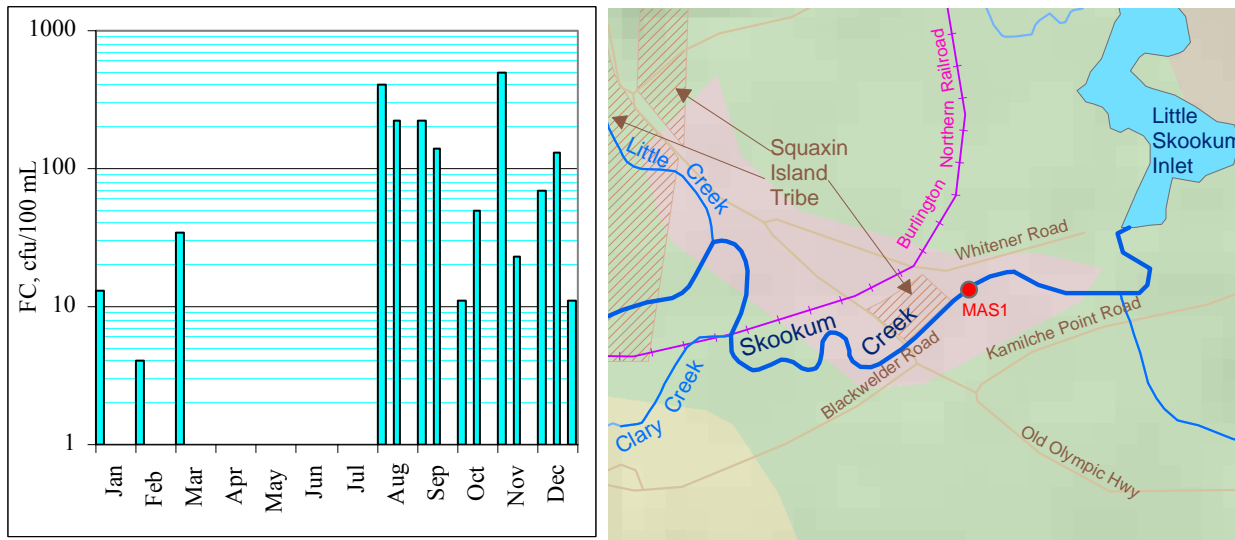 1000
100
10
1
FC, cfu/100 mL
Jan
Feb
Mar
Apr
May
Jun
Jul
Aug
Sep
Oct
Nov
Dec
Burlington Northern Railroad
Little
Skookum
Inlet
Little Creek
Squaxin
Island
Tribe
Whitener Road
MAS1
Skookum Creek
Kamilche Point Road
Blackwelder Road
Clary Creek
Old Olympic Hwy